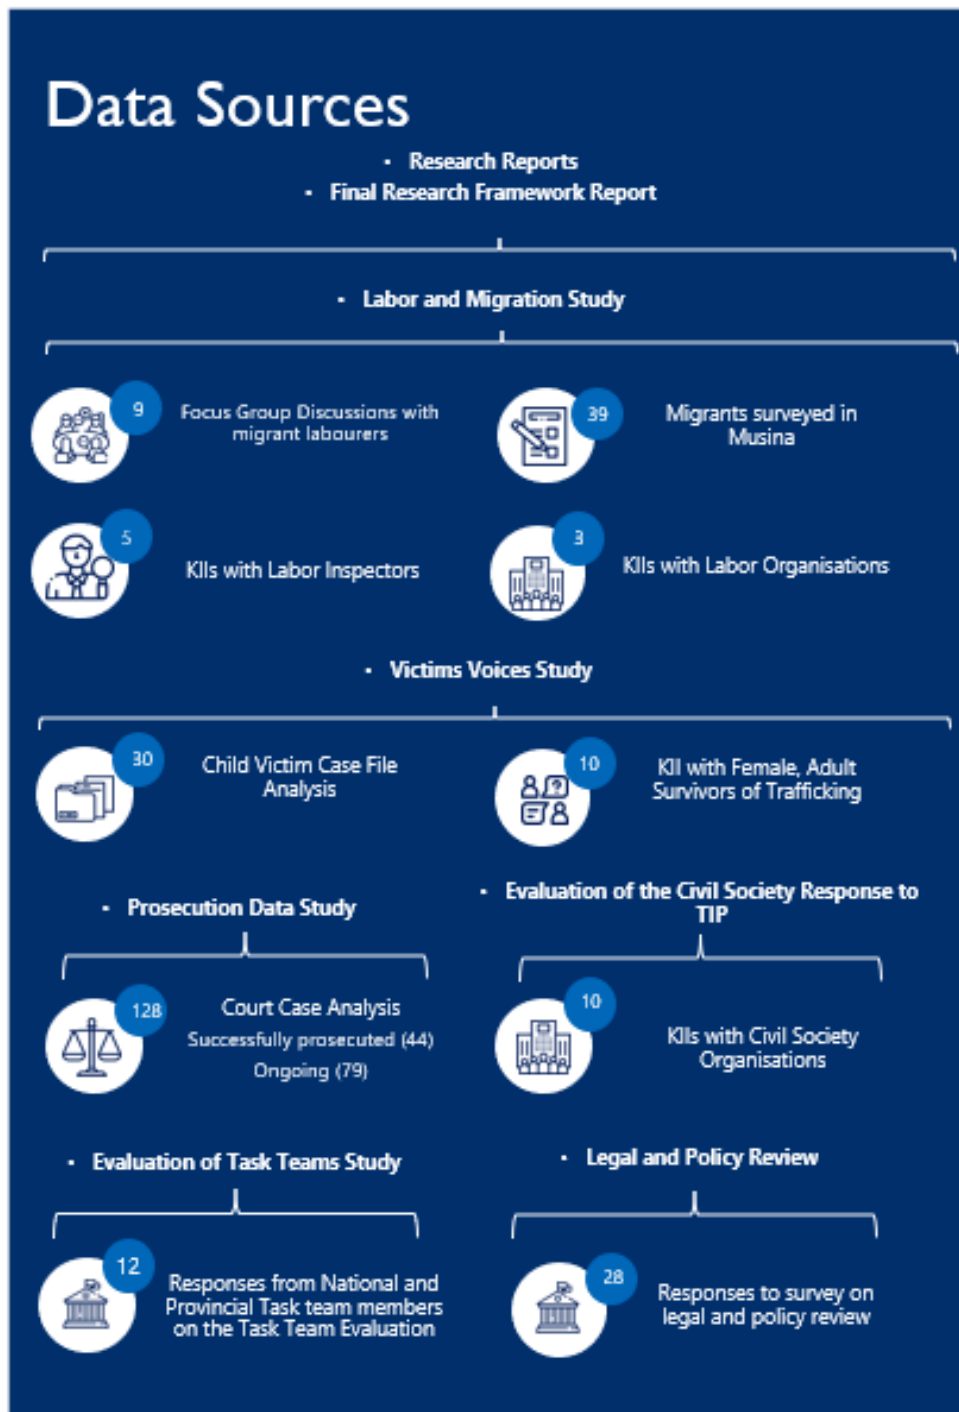 Data Sources
▪ Research Reports
▪ Final Research Framework Report
▪ Labor and Migration Study
9
Focus Group Discussions with
migrant labourers
39
Migrants surveyed in
Musina
5
KIIs with Labor Inspectors
3
KIIs with Labor Organisations
▪ Victims Voices Study
30
Child Victim Case File
Analysis
10
KII with Female, Adult
Survivors of Trafficking
▪ Prosecution Data Study
128
Court Case Analysis
Successfully prosecuted (44)
Ongoing (79)
▪ Evaluation of the Civil Society Response to
TIP
10
KIIs with Civil Society
Organisations
▪ Evaluation of Task Teams Study
12
Responses from National and
Provincial Task team members
on the Task Team Evaluation
▪ Legal and Policy Review
28
Responses to survey on
legal and policy review